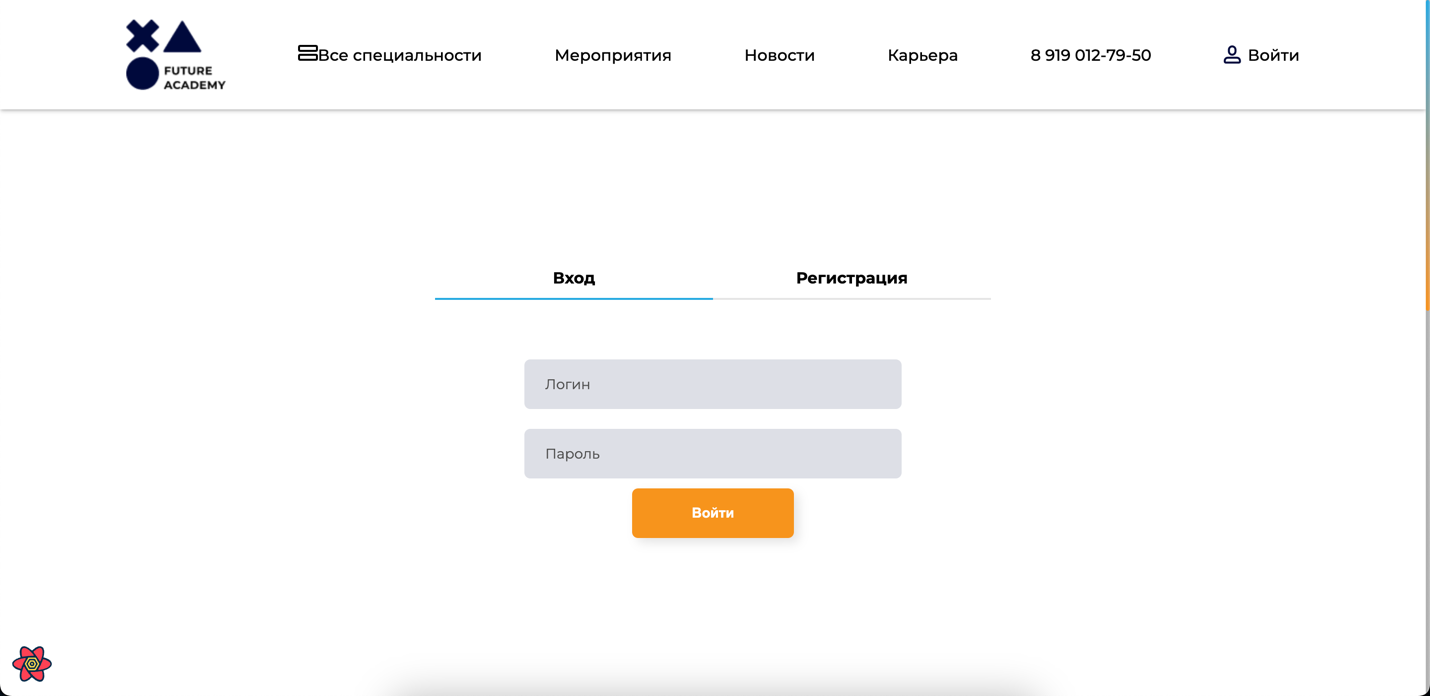 FUTURE
ACADEMY
Все специальности
Мероприятия
Новости
Карьера
8 919 012-79-50
Войти
Вход
Регистрация
Логин
Пароль
Войти